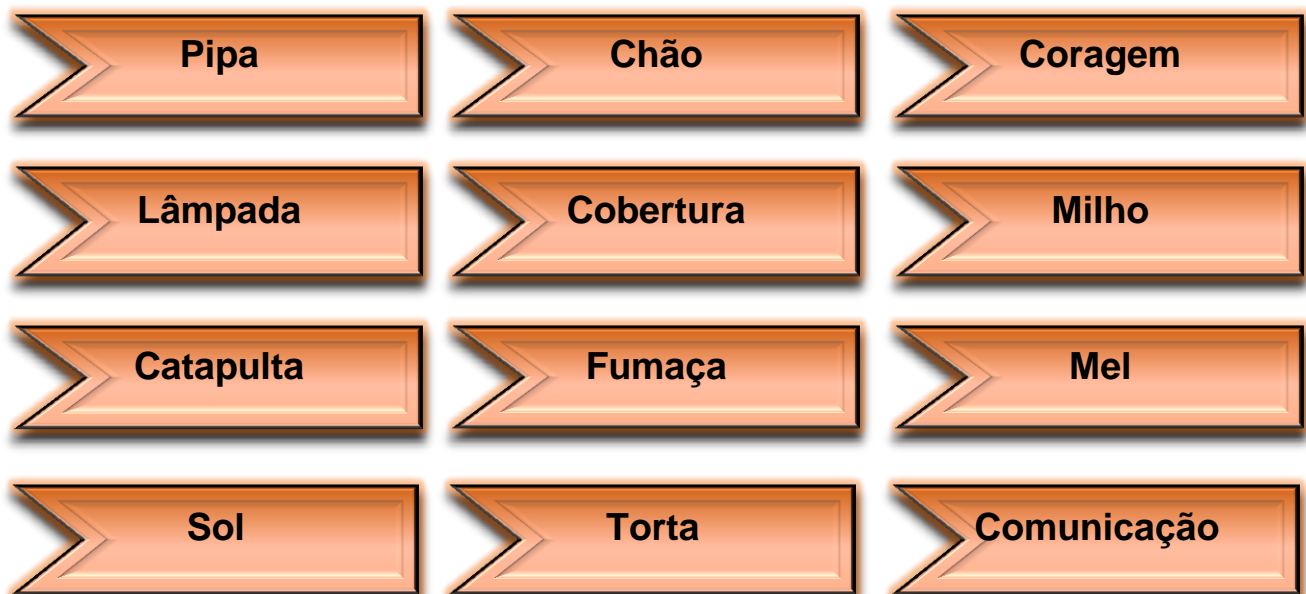 Pipa
Chão
Coragem
Lâmpada
Cobertura
Milho
Catapulta
Fumaça
Mel
Sol
Torta
Comunicação